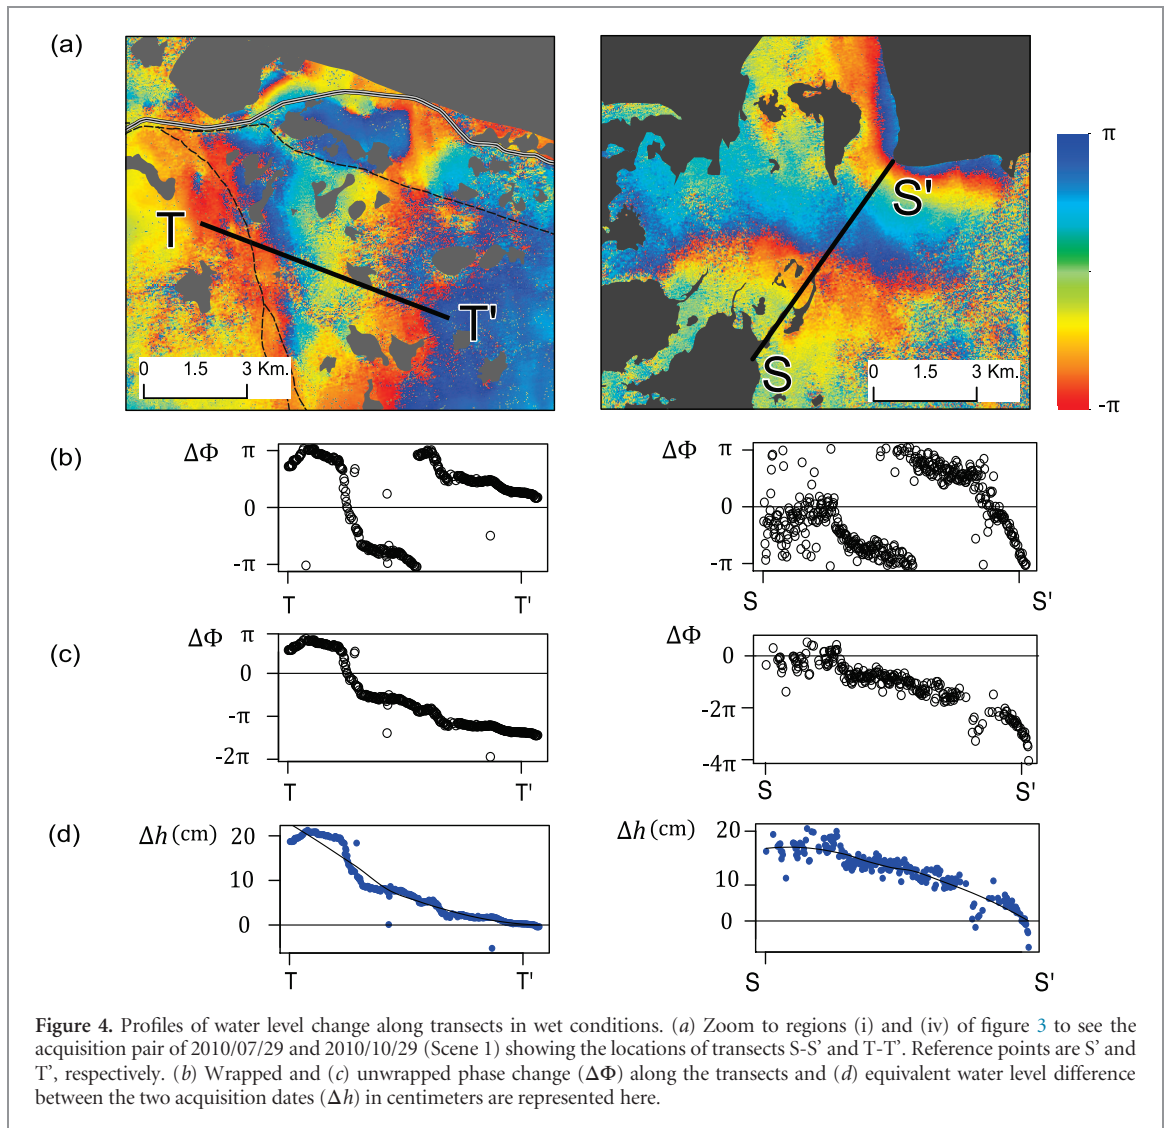 (a)
T
T'
0 1.5 3 Km.
S'
S
0 1.5 3 Km.
π
-π
(b)
ΔΦ
π
0
-π
T T'
ΔΦ
π
0
-π
S S'
(c)
ΔΦ
π
0
-π
-2π
T T'
ΔΦ
0
-2π
-4π
S S'
(d)
Δh (cm)
20
10
0
T T'
Δh (cm)
20
10
0
S S'
Figure 4. Profiles of water level change along transects in wet conditions. (a) Zoom to regions (i) and (iv) of figure 3 to see the
acquisition pair of 2010/07/29 and 2010/10/29 (Scene 1) showing the locations of transects S-S’ and T-T’. Reference points are S’ and
T’, respectively. (b) Wrapped and (c) unwrapped phase change (ΔΦ) along the transects and (d) equivalent water level difference
between the two acquisition dates (Δh) in centimeters are represented here.